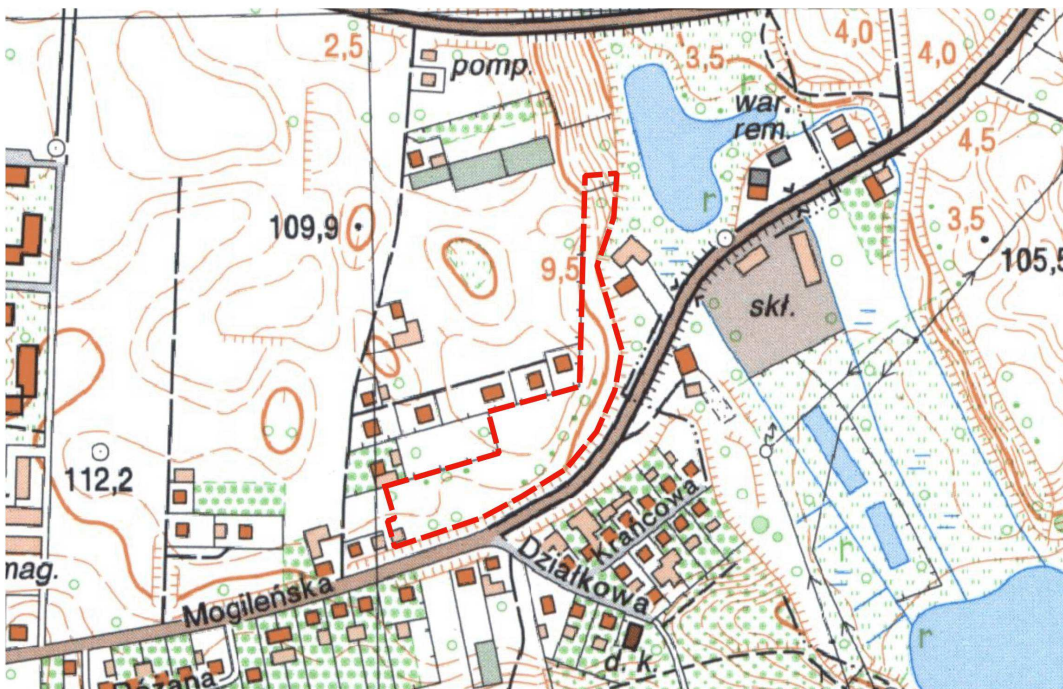 2,5
pomp.
3,5
4,0
4,0
r
war.
rem.
4,5
r
r
3,5
109,9
9,5
105,5
skł.
112,2
r
mag.
Krańcowa
Działkowa
Mogileńska
r
d. k.
Różana